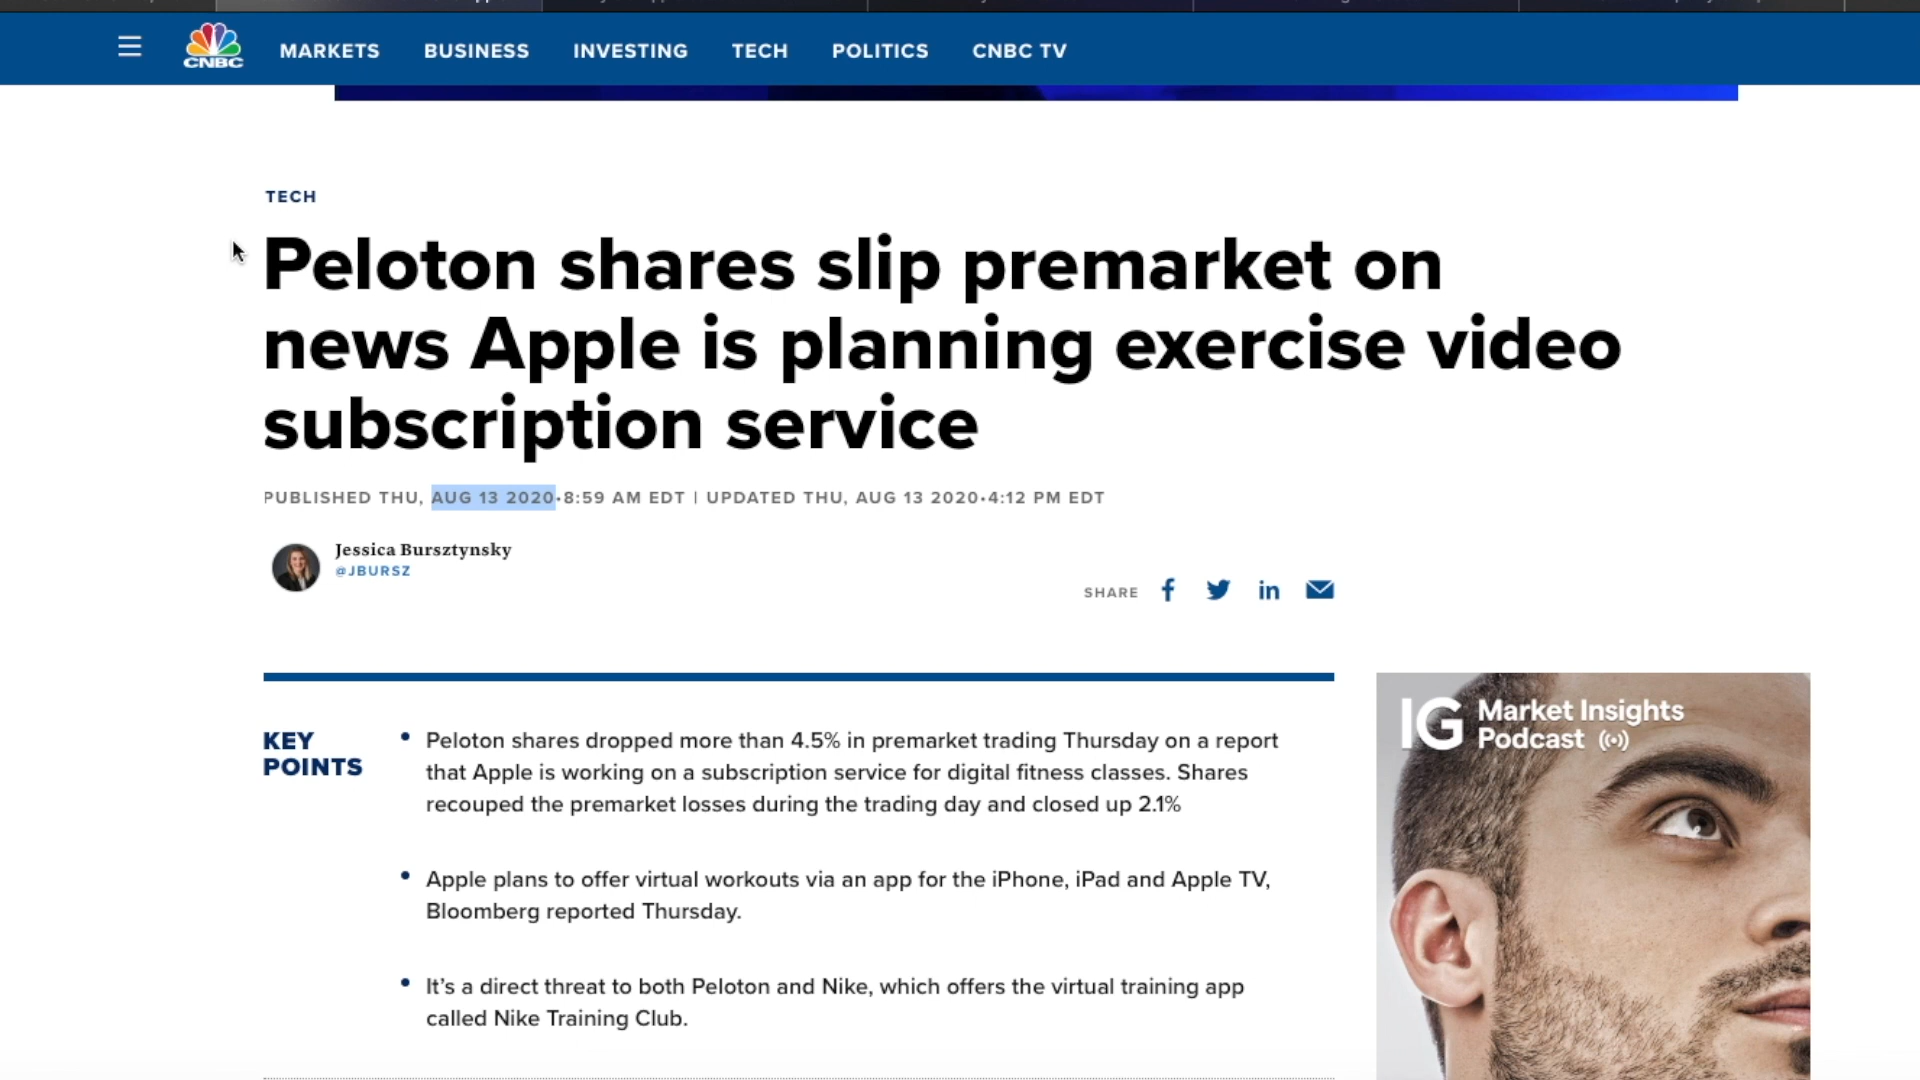 CNBC
MARKETS
BUSINESS
INVESTING
TECH
POLITICS
CNBC TV
TECH
Peloton shares slip premarket on
news Apple is planning exercise video
subscription service
PUBLISHED THU, AUG 13 2020•8:59 AM EDT | UPDATED THU, AUG 13 2020•4:12 PM EDT
Jessica Bursztynsky
@JBURSZ
SHARE
KEY
POINTS
• Peloton shares dropped more than 4.5% in premarket trading Thursday on a report
that Apple is working on a subscription service for digital fitness classes. Shares
recouped the premarket losses during the trading day and closed up 2.1%
• Apple plans to offer virtual workouts via an app for the iPhone, iPad and Apple TV,
Bloomberg reported Thursday.
• It's a direct threat to both Peloton and Nike, which offers the virtual training app
called Nike Training Club.
IG
Market Insights
Podcast